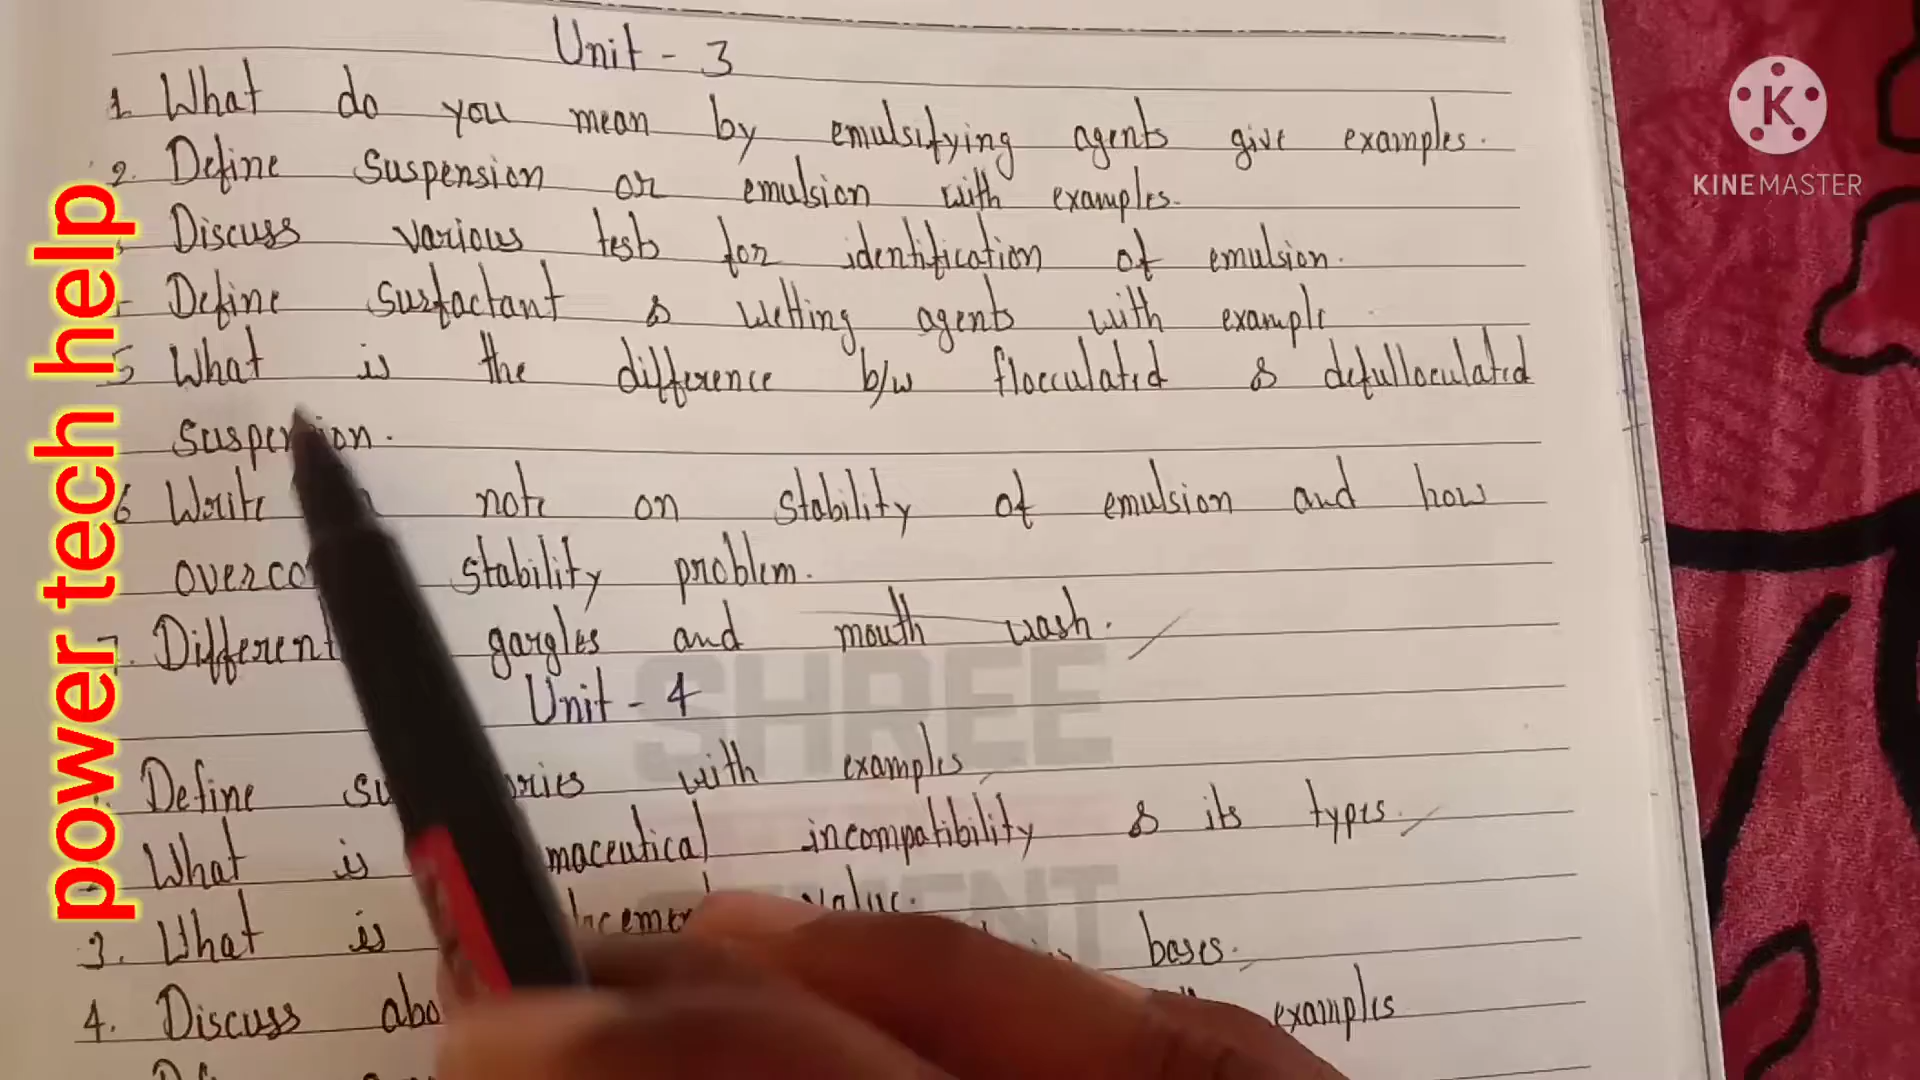 Unit - 3
1. What do you mean by emulsifying agents give examples.
2. Define suspension or emulsion with examples.
Discuss various tests for identification of emulsion.
Define surfactant & wetting agents with example
5 What is the difference b/w flocculated & defulloculated
suspension.
6 Write note on stability of emulsion and how
stability problem.
7. gargles and mouth wash.
Unit - 4
Define with examples
What is incompatibility & its types.
3. What is value.
bases.
4. Discuss examples
power tech help
KINEMASTER
SHREE